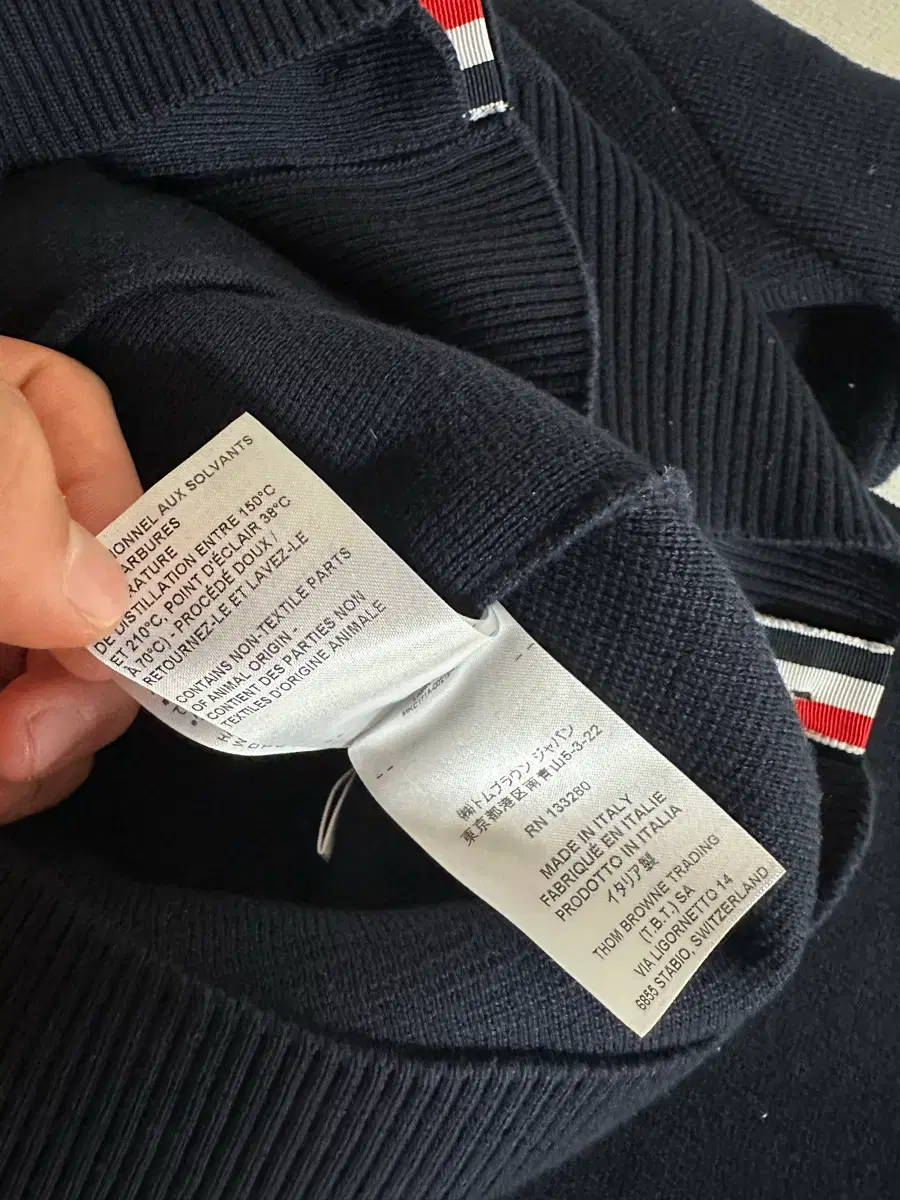 IONNEL AUX SOLVANTS
ARBURES
RATURE
DE DISTILLATION ENTRE 150°C
ET 210°C, POINT D'ÉCLAIR 38°C
À 70°C) - PROCÉDÉ DOUX /
RETOURNEZ-LE ET LAVEZ-LE
CONTAINS NON-TEXTILE PARTS
OF ANIMAL ORIGIN -
CONTIENT DES PARTIES NON
TEXTILES D'ORIGINE ANIMALE
㈱トムブラウン ジャパン
東京都港区南青山5-3-22
RN 133280
MADE IN ITALY
FABRIQUÉ EN ITALIE
PRODOTTO IN ITALIA
イタリア製
THOM BROWNE TRADING
(T.B.T.) SA
VIA LIGORNETTO 14
6855 STABIO, SWITZERLAND